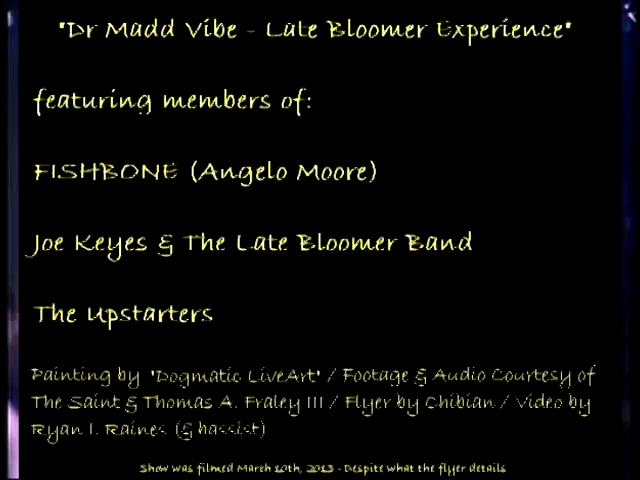 "Dr Madd Vibe - Late Bloomer Experience"
featuring members of:
FISHBONE (Angelo Moore)
Joe Keyes & The Late Bloomer Band
The Upstarters
Painting by "Dogmatic LiveArt" / Footage & Audio Courtesy of
The Saint & Thomas A. Fraley III / Flyer by Chibian / Video by
Ryan I. Raines (& bassist)
Show was filmed March 10th, 2013 - Despite what the flyer details